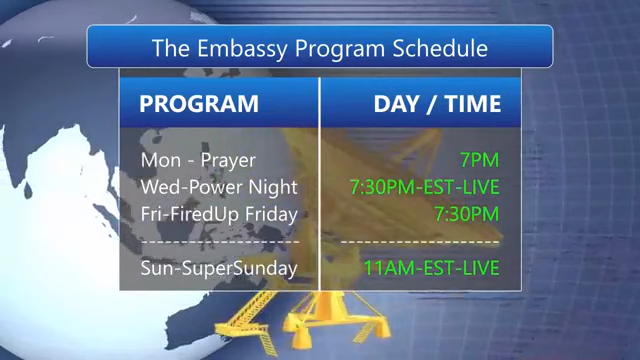 The Embassy Program Schedule
PROGRAM DAY / TIME
Mon - Prayer 7PM
Wed-Power Night 7:30PM-EST-LIVE
Fri-FiredUp Friday 7:30PM
-------------------- --------------------
Sun-SuperSunday 11AM-EST-LIVE